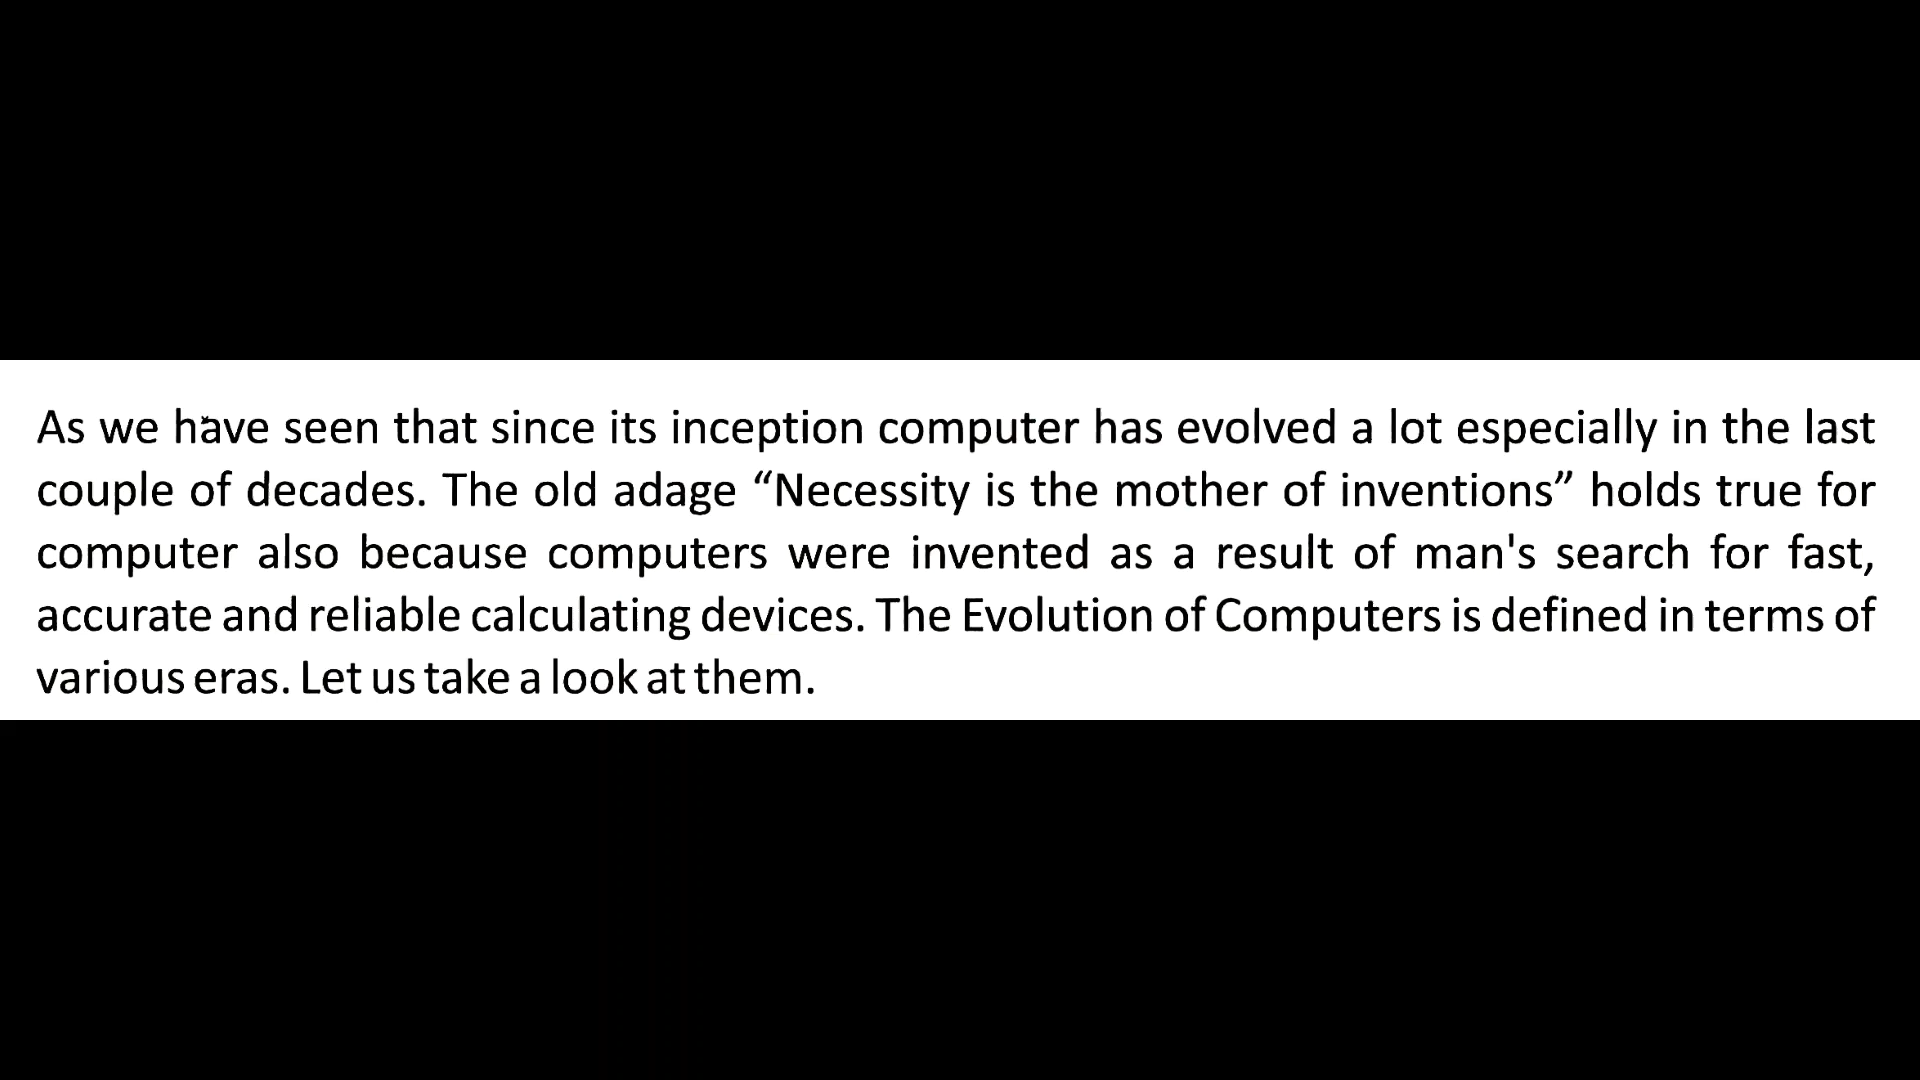 As we have seen that since its inception computer has evolved a lot especially in the last
couple of decades. The old adage “Necessity is the mother of inventions” holds true for
computer also because computers were invented as a result of man's search for fast,
accurate and reliable calculating devices. The Evolution of Computers is defined in terms of
various eras. Let us take a look at them.